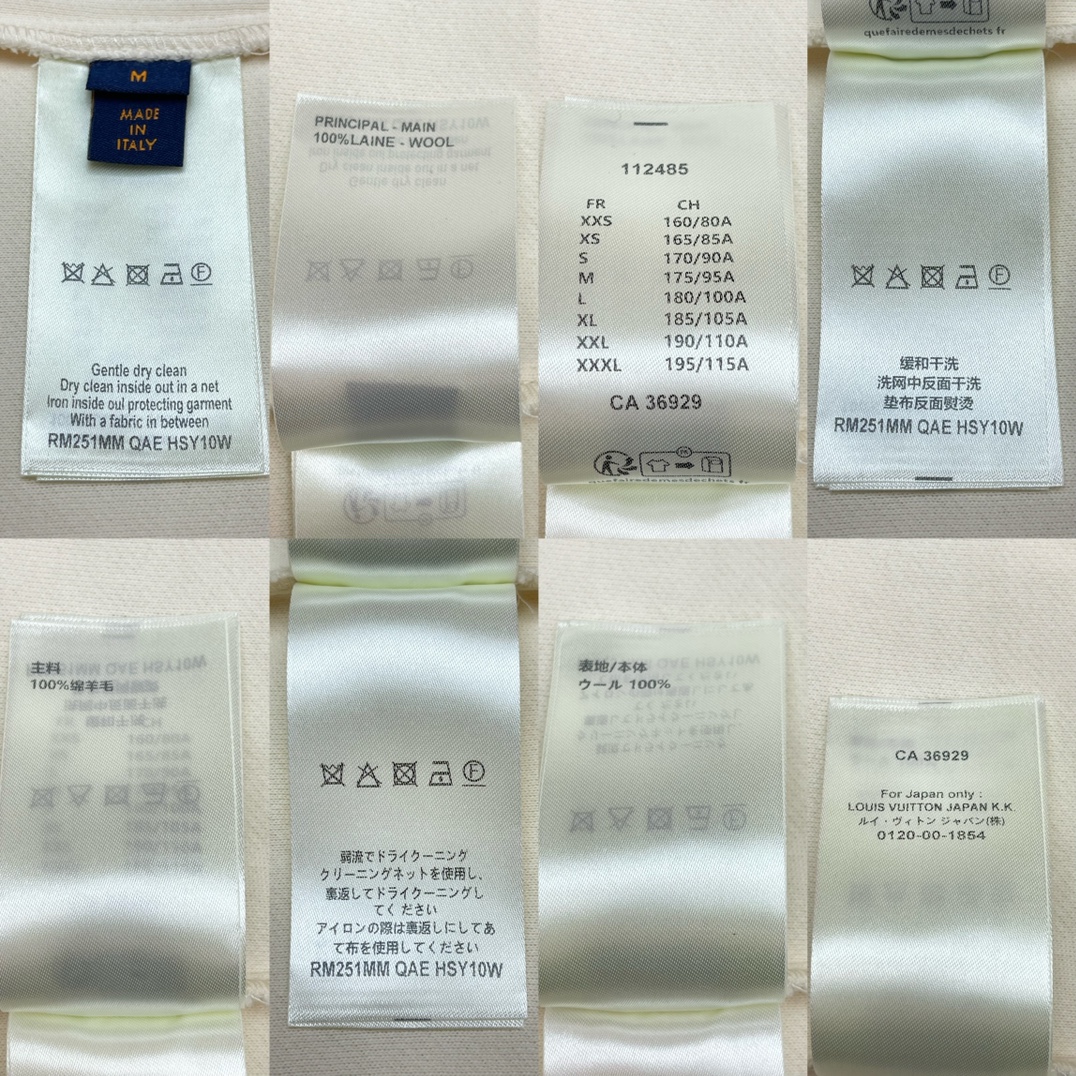 M
MADE
IN
ITALY
Gentle dry clean
Dry clean inside out in a net
Iron inside oul protecting garment
With a fabric in between
RM251MM QAE HSY10W
PRINCIPAL - MAIN
100%LAINE - WOOL
112485
FR CH
XXS 160/80A
XS 165/85A
S 170/90A
M 175/95A
L 180/100A
XL 185/105A
XXL 190/110A
XXXL 195/115A
CA 36929
FR
quefairedemesdechets.fr
quefairedemesdechets fr
缓和干洗
洗网中反面干洗
垫布反面熨烫
RM251MM QAE HSY10W
主料
100%绵羊毛
弱流でドライクーニング
クリーニングネットを使用し、
裏返してドライクーニングし
てく ださい
アイロンの際は裏返しにしてあ
て布を使用してください
RM251MM QAE HSY10W
表地/本体
ウール 100%
CA 36929
For Japan only :
LOUIS VUITTON JAPAN K.K.
ルイ・ヴィトン ジャパン(株)
0120-00-1854